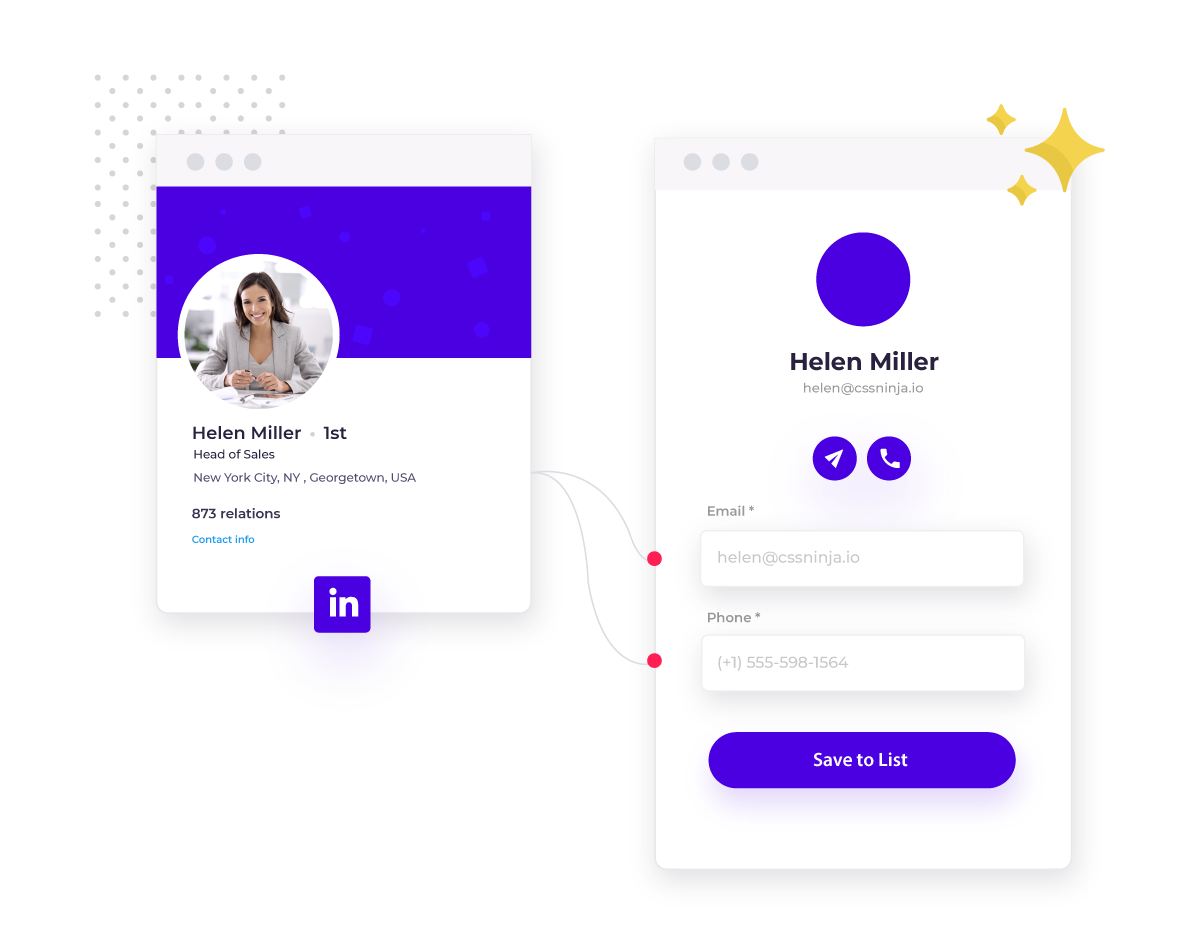 Helen Miller • 1st
Head of Sales
New York City, NY , Georgetown, USA
873 relations
Contact info
in
Helen Miller
helen@cssninja.io
Email *
helen@cssninja.io
Phone *
(+1) 555-598-1564
Save to List